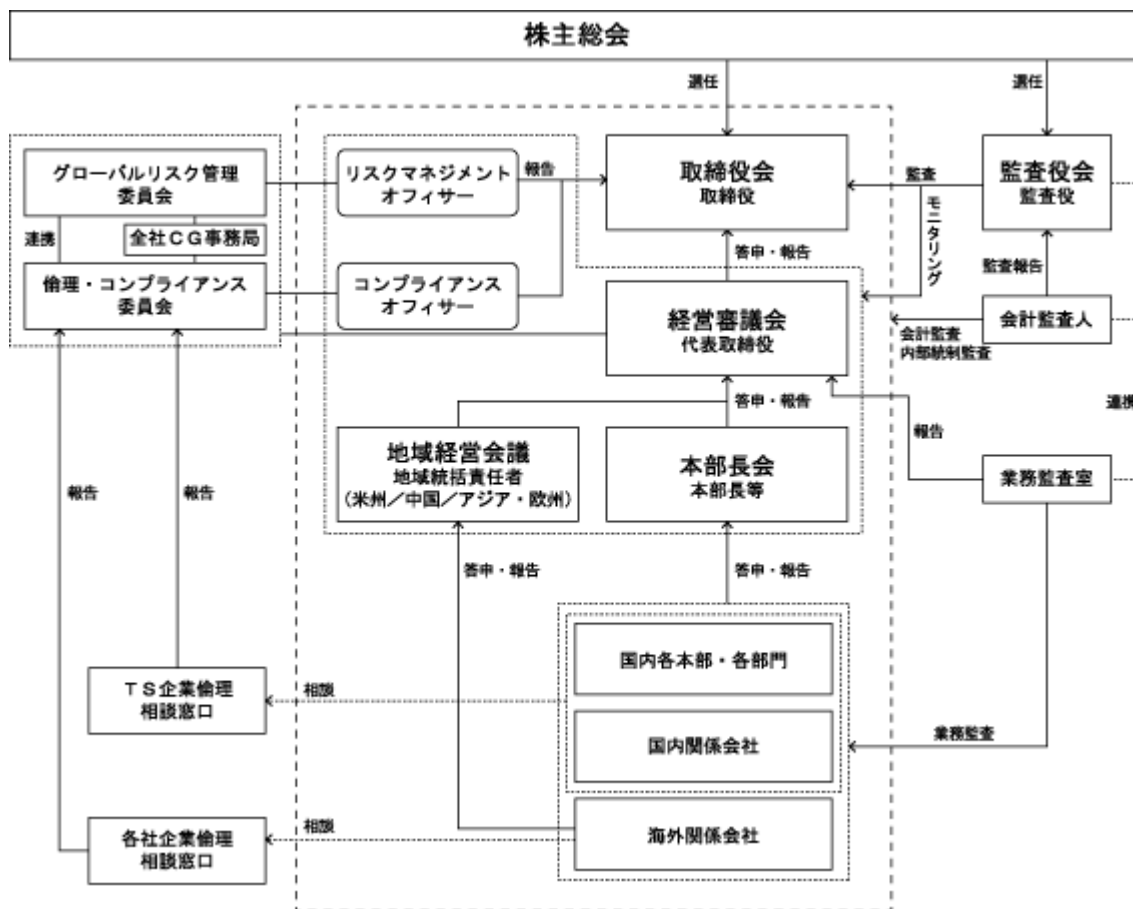 株主総会
選任
選任
グローバルリスク管理
委員会
リスクマネジメント
オフィサー
報告
取締役会
取締役
監査
監査役会
監査役
モニタリング
連携
全社CG事務局
答申・報告
監査報告
倫理・コンプライアンス
委員会
コンプライアンス
オフィサー
経営審議会
代表取締役
会計監査人
会計監査
内部統制監査
答申・報告
連携
地域経営会議
地域統括責任者
(米州/中国/アジア・欧州)
本部長会
本部長等
報告
業務監査室
報告
報告
答申・報告
答申・報告
国内各本部・各部門
TS企業倫理
相談窓口
相談
国内関係会社
業務監査
各社企業倫理
相談窓口
相談
海外関係会社